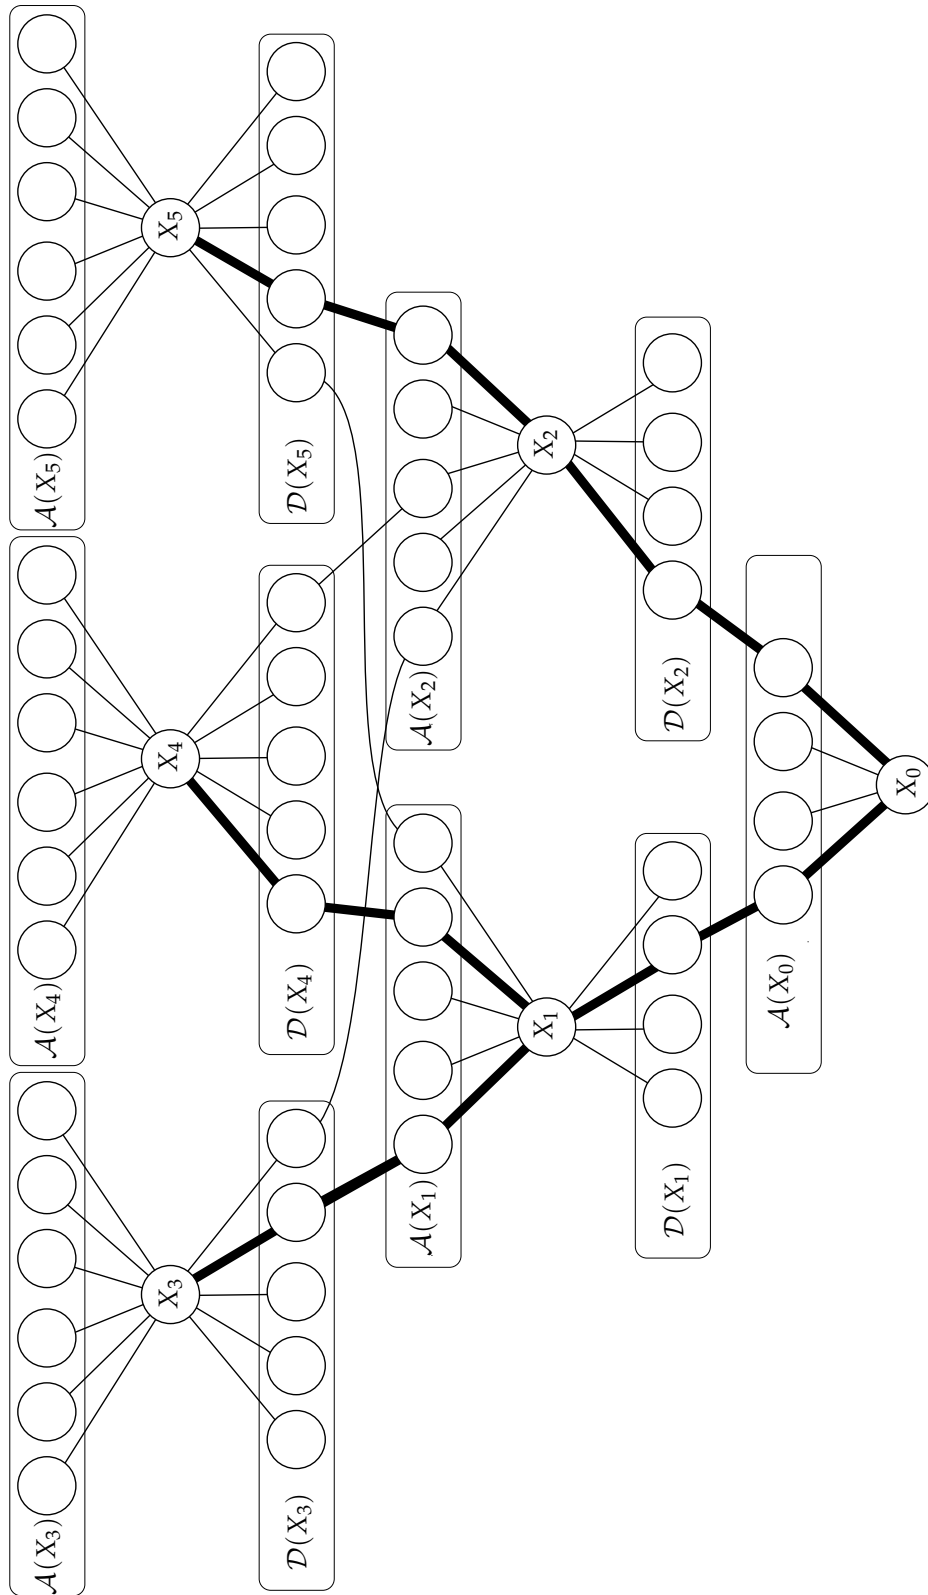 𝒜(X₃)
𝒜(X₄)
𝒜(X₅)
X₃
X₄
X₅
𝒟(X₃)
𝒟(X₄)
𝒟(X₅)
𝒜(X₁)
𝒜(X₂)
X₁
X₂
𝒟(X₁)
𝒟(X₂)
𝒜(X₀)
X₀